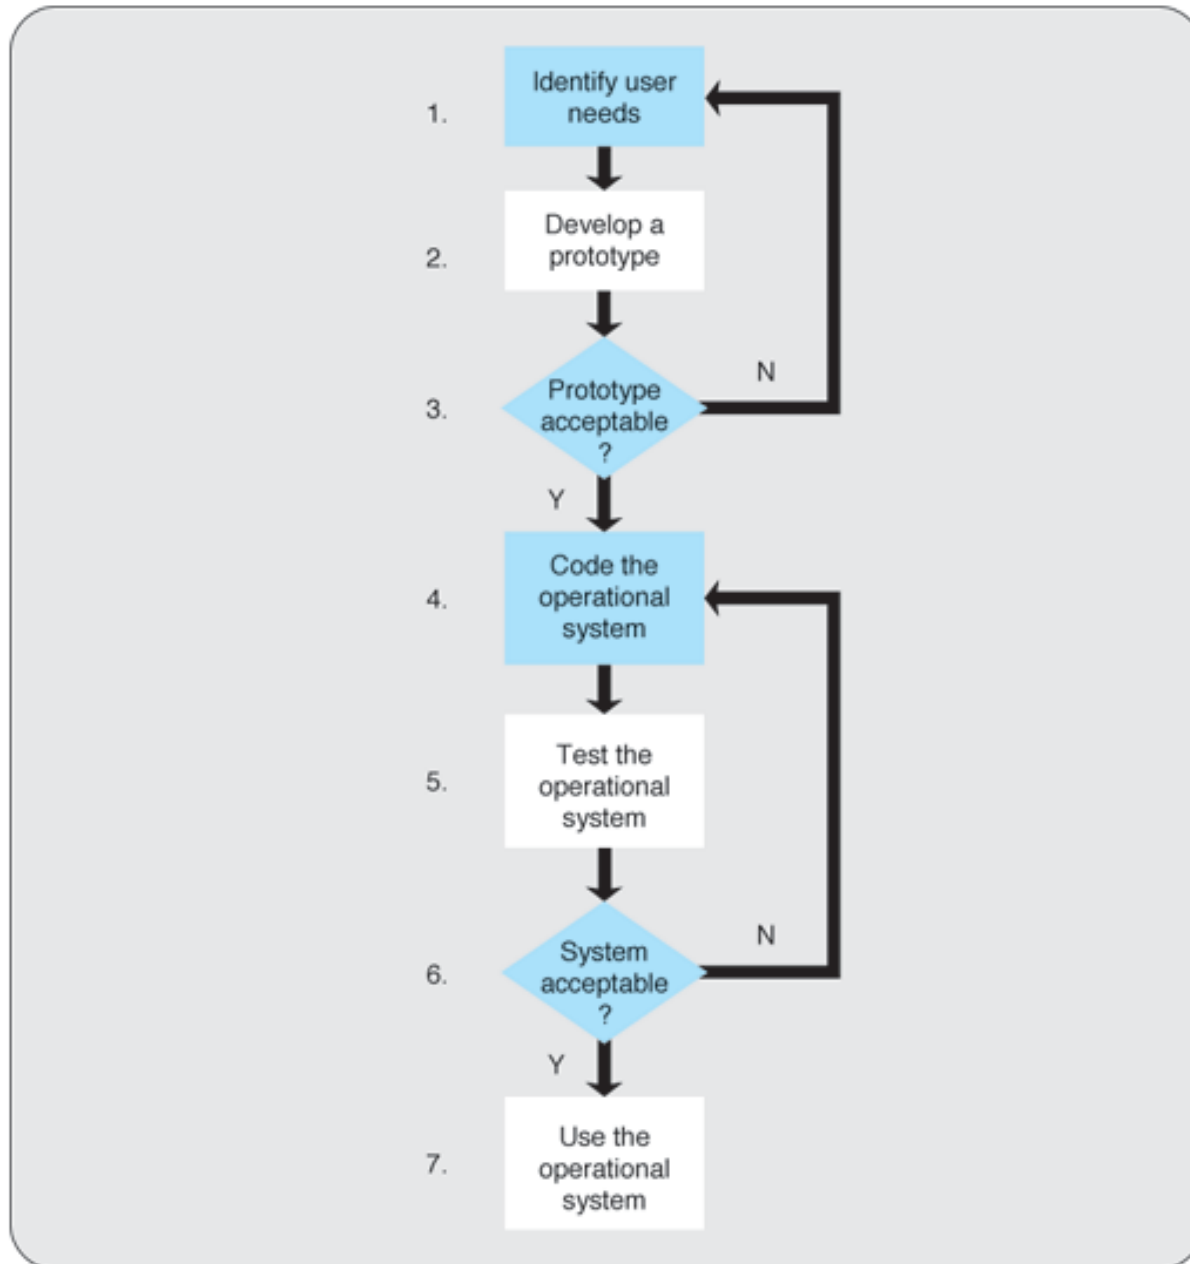 Identify user
needs
1.
Develop a
prototype
2.
Prototype
acceptable
?
N
3.
Y
Code the
operational
system
4.
Test the
operational
system
5.
System
acceptable
?
N
6.
Y
Use the
operational
system
7.